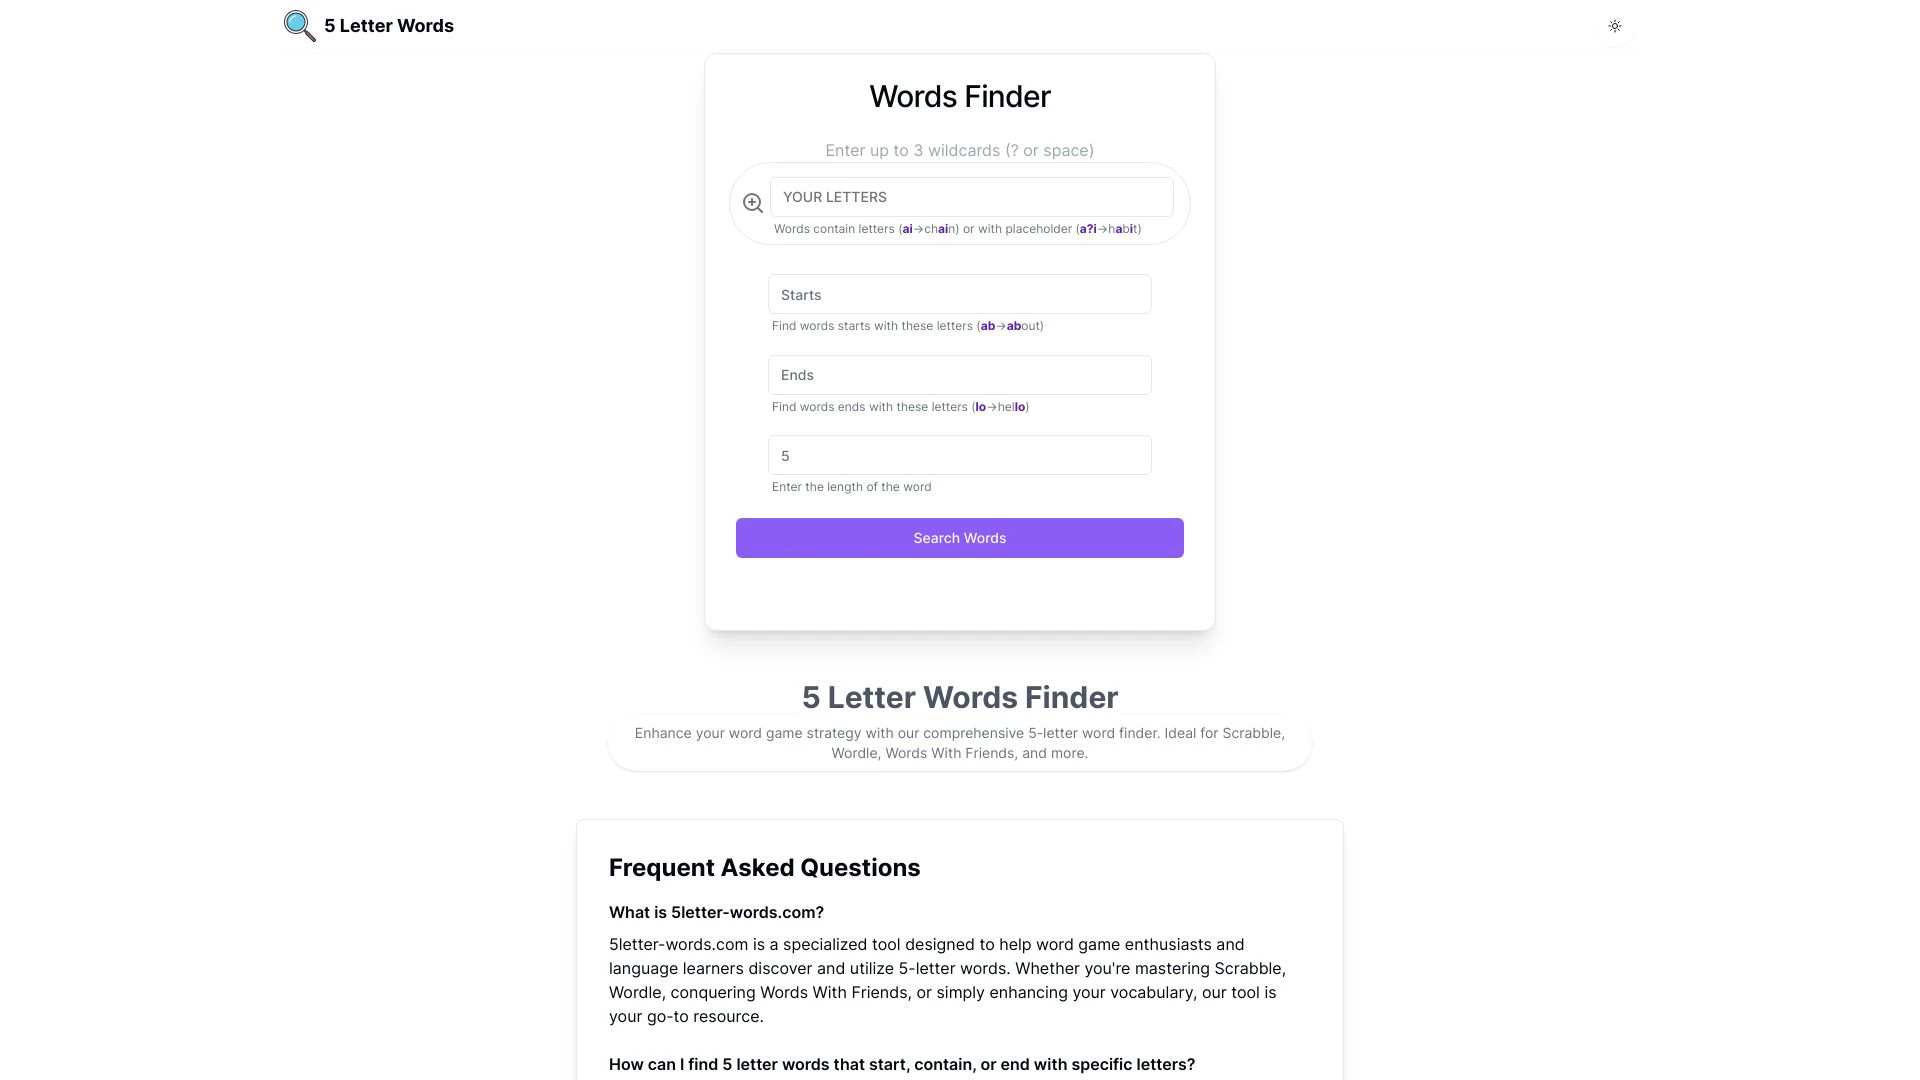 5 Letter Words
Words Finder
Enter up to 3 wildcards (? or space)
YOUR LETTERS
Words contain letters (ai→chain) or with placeholder (a?i→habit)
Starts
Find words starts with these letters (ab→about)
Ends
Find words ends with these letters (lo→hello)
5
Enter the length of the word
Search Words
5 Letter Words Finder
Enhance your word game strategy with our comprehensive 5-letter word finder. Ideal for Scrabble,
Wordle, Words With Friends, and more.
Frequent Asked Questions
What is 5letter-words.com?
5letter-words.com is a specialized tool designed to help word game enthusiasts and
language learners discover and utilize 5-letter words. Whether you're mastering Scrabble,
Wordle, conquering Words With Friends, or simply enhancing your vocabulary, our tool is
your go-to resource.
How can I find 5 letter words that start, contain, or end with specific letters?